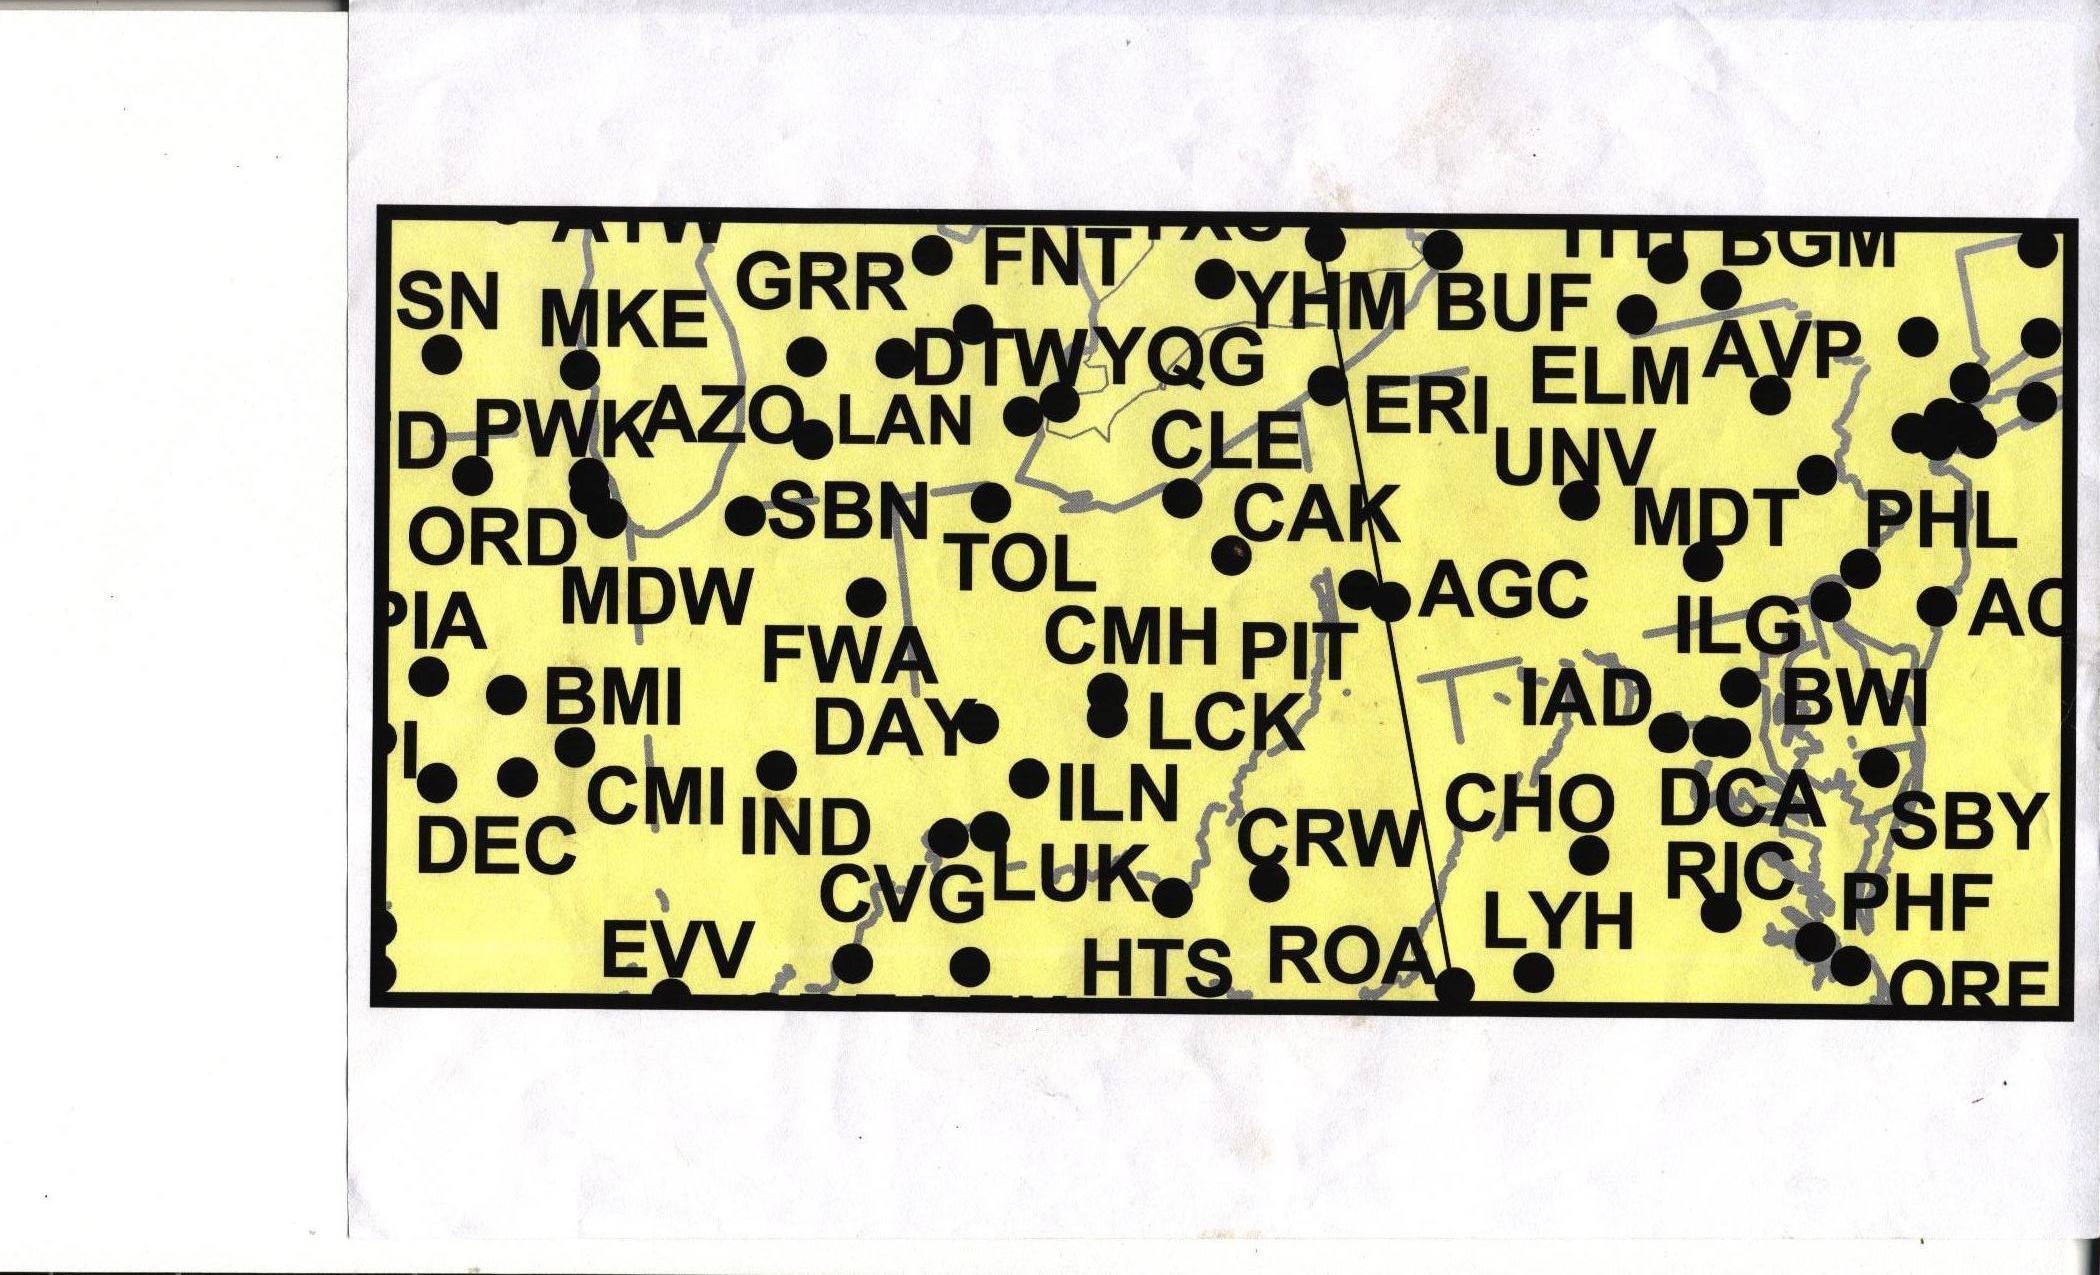 GRR FNT BGM
SN MKE YHM BUF
DTW YQG ELM AVP
D PWK AZO LAN CLE ERI UNV
ORD SBN CAK MDT PHL
MDW TOL AGC
PIA FWA CMH PIT ILG AC
BMI DAY LCK IAD BWI
CMI IND ILN CHO DCA SBY
DEC CVG LUK CRW RIC PHF
EVV HTS ROA LYH ORF